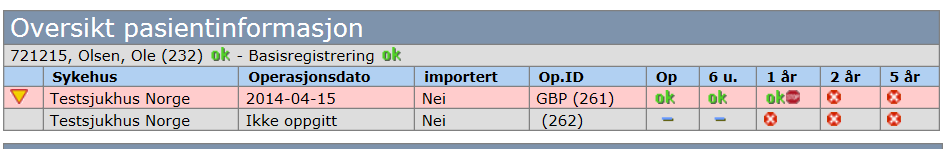 Oversikt pasientinformasjon
721215, Olsen, Ole (232) ok - Basisregistrering ok
Sykehus Operasjonsdato importert Op.ID Op 6 u. 1 år 2 år 5 år
Testsjukhus Norge 2014-04-15 Nei GBP (261) ok ok ok
Testsjukhus Norge Ikke oppgitt Nei (262) – –